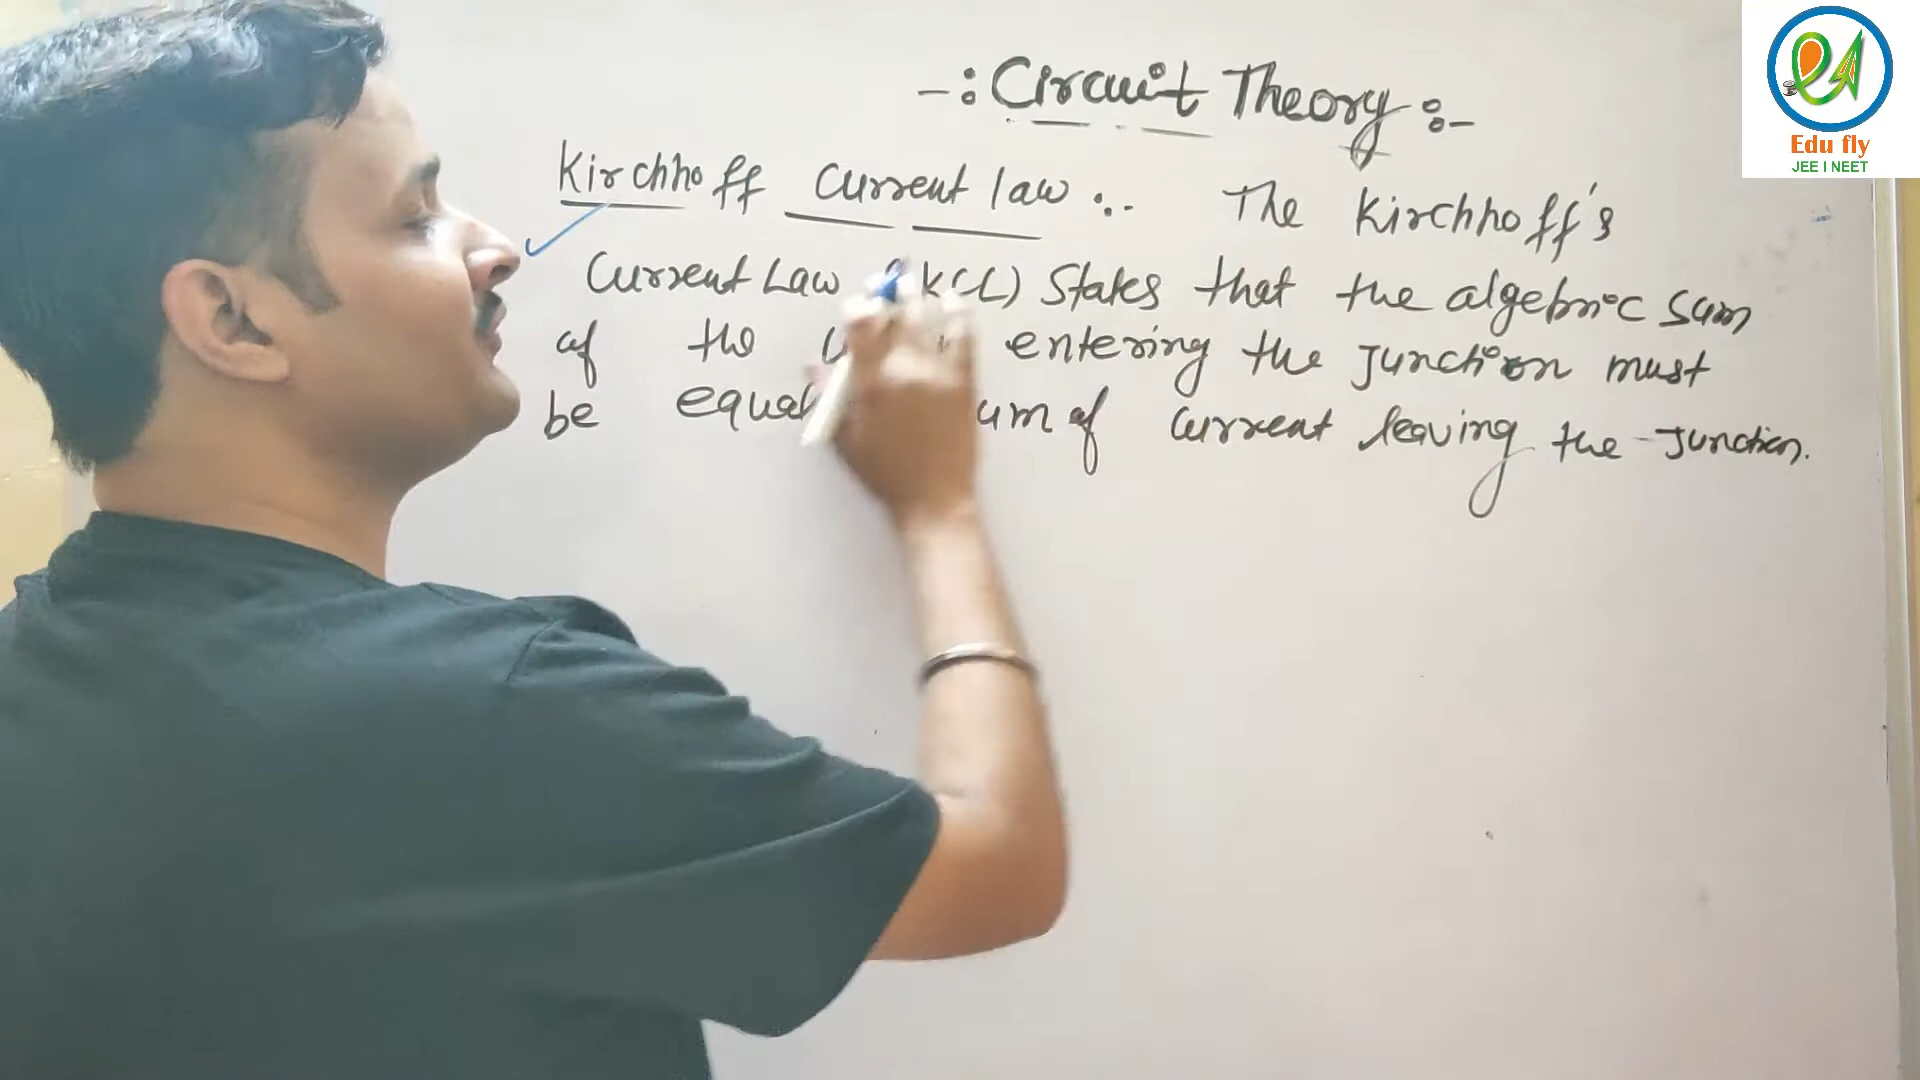 -: Circuit Theory :-
Kirchhoff Current law :. The Kirchhoff's
Current Law (KCL) States that the algebric sum
of the entering the Junction must
be equal of current leaving the Junction.
Edu fly
JEE I NEET